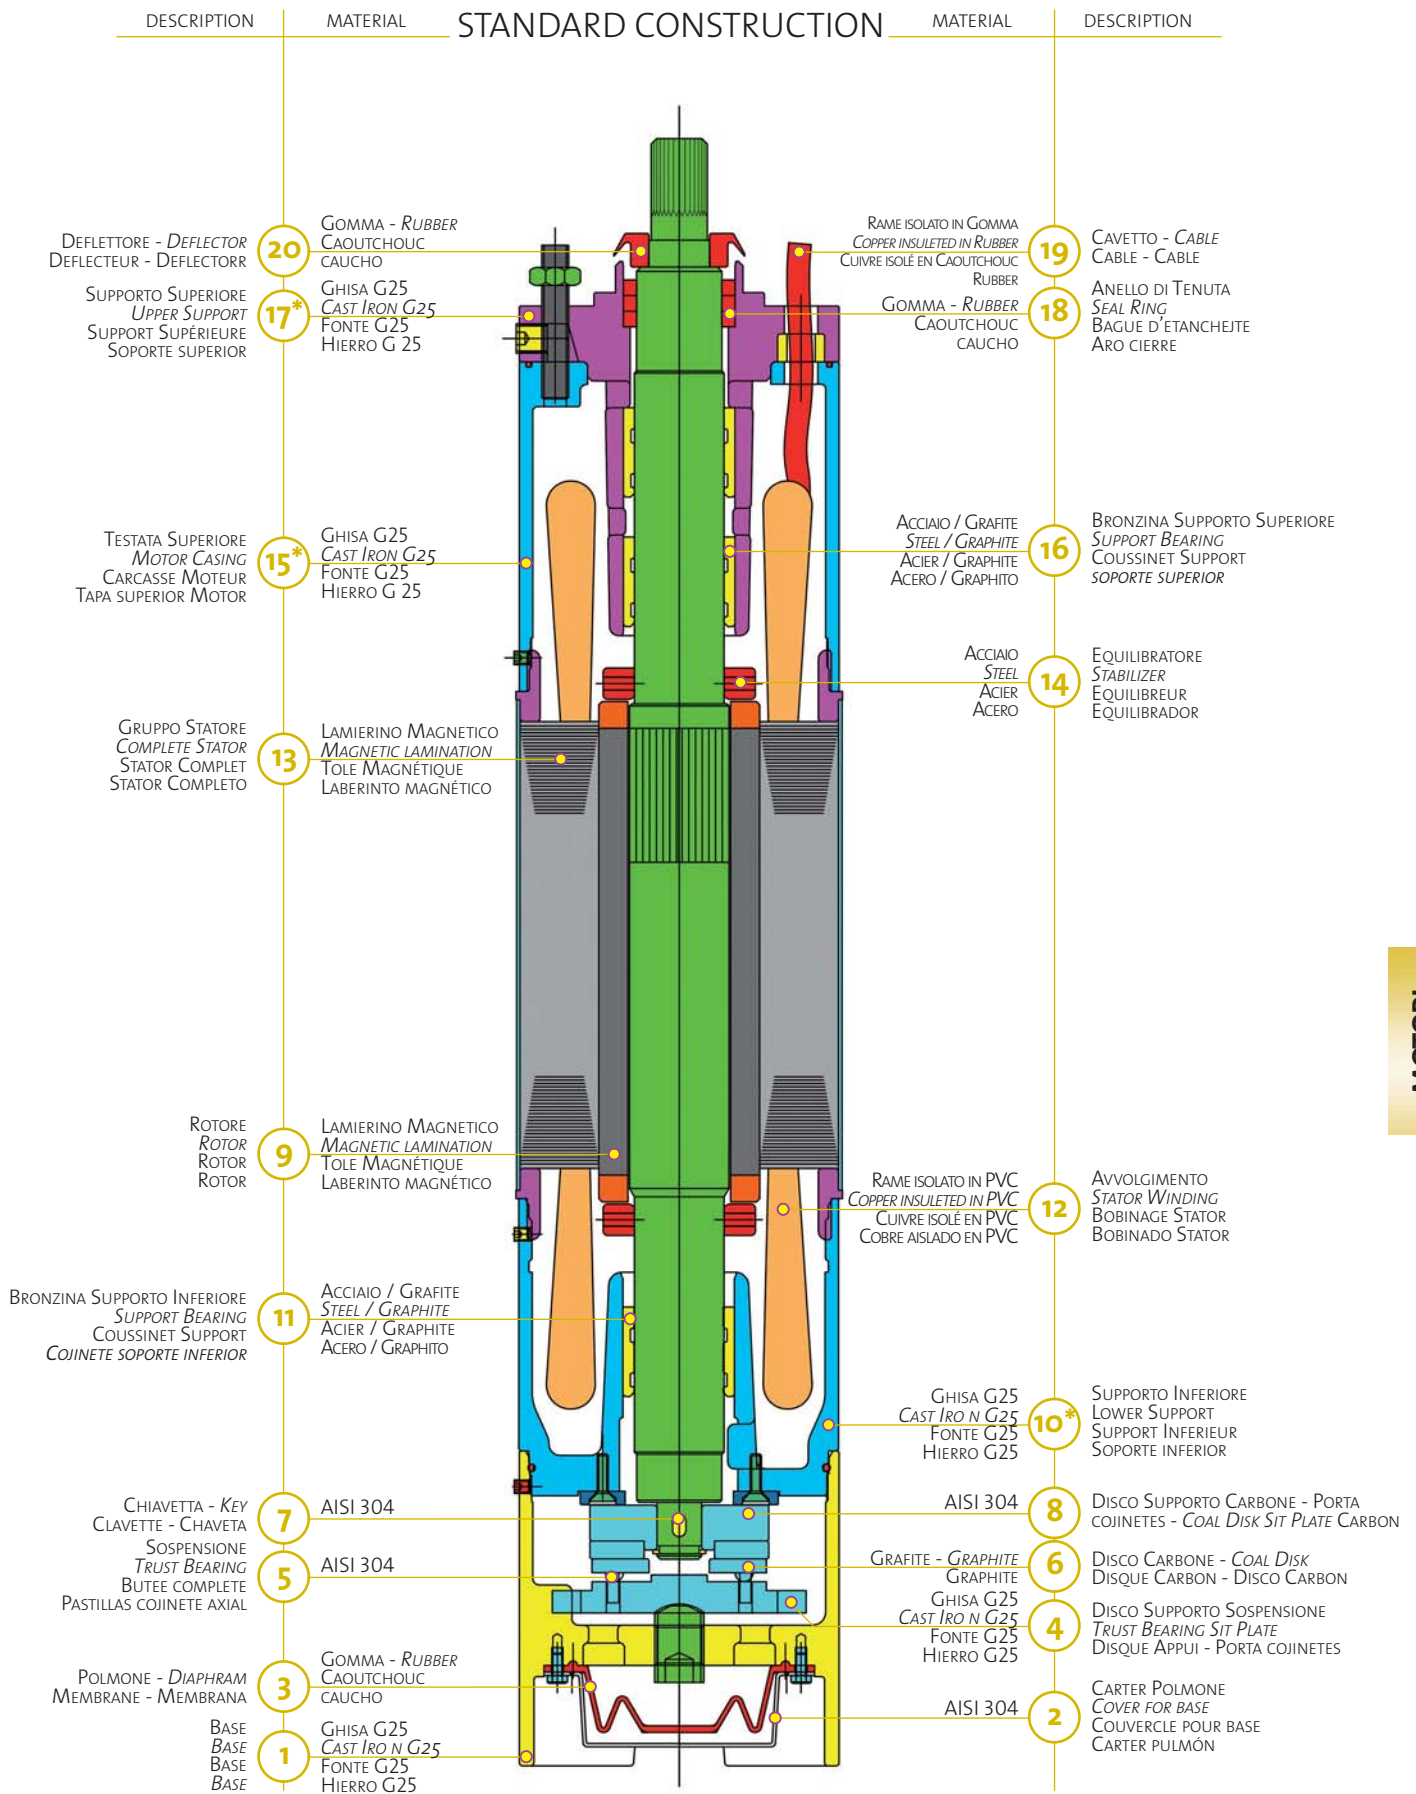 DESCRIPTION
MATERIAL
STANDARD CONSTRUCTION
MATERIAL
DESCRIPTION
DEFLETTORE - DEFLECTOR
DEFLECTEUR - DEFLECTORR
20
GOMMA - RUBBER
CAOUTCHOUC
CAUCHO
RAME ISOLATO IN GOMMA
COPPER INSULETED IN RUBBER
CUIVRE ISOLÉ EN CAOUTCHOUC
RUBBER
19
CAVETTO - CABLE
CABLE - CABLE
SUPPORTO SUPERIORE
UPPER SUPPORT
SUPPORT SUPÉRIEURE
SOPORTE SUPERIOR
17*
GHISA G25
CAST IRON G25
FONTE G25
HIERRO G 25
GOMMA - RUBBER
CAOUTCHOUC
CAUCHO
18
ANELLO DI TENUTA
SEAL RING
BAGUE D'ETANCHEJTE
ARO CIERRE
TESTATA SUPERIORE
MOTOR CASING
CARCASSE MOTEUR
TAPA SUPERIOR MOTOR
15*
GHISA G25
CAST IRON G25
FONTE G25
HIERRO G 25
ACCIAIO / GRAFITE
STEEL / GRAPHITE
ACIER / GRAPHITE
ACERO / GRAPHITO
16
BRONZINA SUPPORTO SUPERIORE
SUPPORT BEARING
COUSSINET SUPPORT
SOPORTE SUPERIOR
ACCIAIO
STEEL
ACIER
ACERO
14
EQUILIBRATORE
STABILIZER
EQUILIBREUR
EQUILIBRADOR
GRUPPO STATORE
COMPLETE STATOR
STATOR COMPLET
STATOR COMPLETO
13
LAMIERINO MAGNETICO
MAGNETIC LAMINATION
TOLE MAGNÉTIQUE
LABERINTO MAGNÉTICO
MOTORI
ROTORE
ROTOR
ROTOR
ROTOR
9
LAMIERINO MAGNETICO
MAGNETIC LAMINATION
TOLE MAGNÉTIQUE
LABERINTO MAGNÉTICO
RAME ISOLATO IN PVC
COPPER INSULETED IN PVC
CUIVRE ISOLÉ EN PVC
COBRE AISLADO EN PVC
12
AVVOLGIMENTO
STATOR WINDING
BOBINAGE STATOR
BOBINADO STATOR
BRONZINA SUPPORTO INFERIORE
SUPPORT BEARING
COUSSINET SUPPORT
COJINETE SOPORTE INFERIOR
11
ACCIAIO / GRAFITE
STEEL / GRAPHITE
ACIER / GRAPHITE
ACERO / GRAPHITO
GHISA G25
CAST IRO N G25
FONTE G25
HIERRO G25
10*
SUPPORTO INFERIORE
LOWER SUPPORT
SUPPORT INFERIEUR
SOPORTE INFERIOR
CHIAVETTA - KEY
CLAVETTE - CHAVETA
7
AISI 304
AISI 304
8
DISCO SUPPORTO CARBONE - PORTA
COJINETES - COAL DISK SIT PLATE CARBON
SOSPENSIONE
TRUST BEARING
BUTEE COMPLETE
PASTILLAS COJINETE AXIAL
5
AISI 304
GRAFITE - GRAPHITE
GRAPHITE
6
DISCO CARBONE - COAL DISK
DISQUE CARBON - DISCO CARBON
GHISA G25
CAST IRO N G25
FONTE G25
HIERRO G25
4
DISCO SUPPORTO SOSPENSIONE
TRUST BEARING SIT PLATE
DISQUE APPUI - PORTA COJINETES
POLMONE - DIAPHRAM
MEMBRANE - MEMBRANA
3
GOMMA - RUBBER
CAOUTCHOUC
CAUCHO
AISI 304
2
CARTER POLMONE
COVER FOR BASE
COUVERCLE POUR BASE
CARTER PULMÓN
BASE
BASE
BASE
BASE
1
GHISA G25
CAST IRO N G25
FONTE G25
HIERRO G25